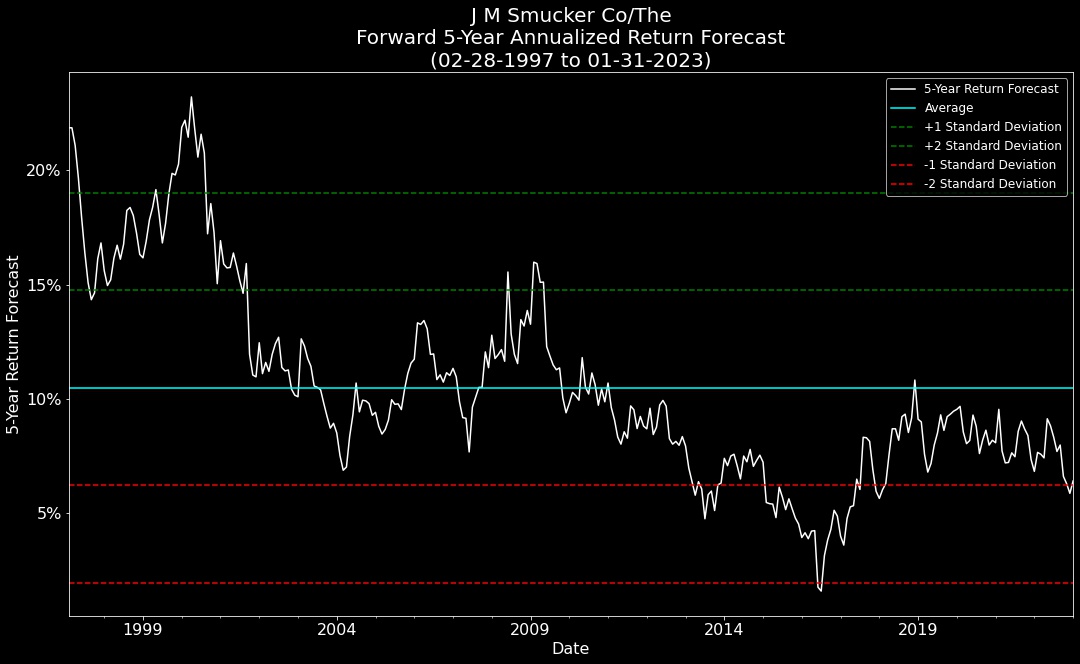 J M Smucker Co/The
Forward 5-Year Annualized Return Forecast
(02-28-1997 to 01-31-2023)
5-Year Return Forecast
Average
+1 Standard Deviation
+2 Standard Deviation
-1 Standard Deviation
-2 Standard Deviation
20%
15%
10%
5%
5-Year Return Forecast
1999
2004
2009
2014
2019
Date